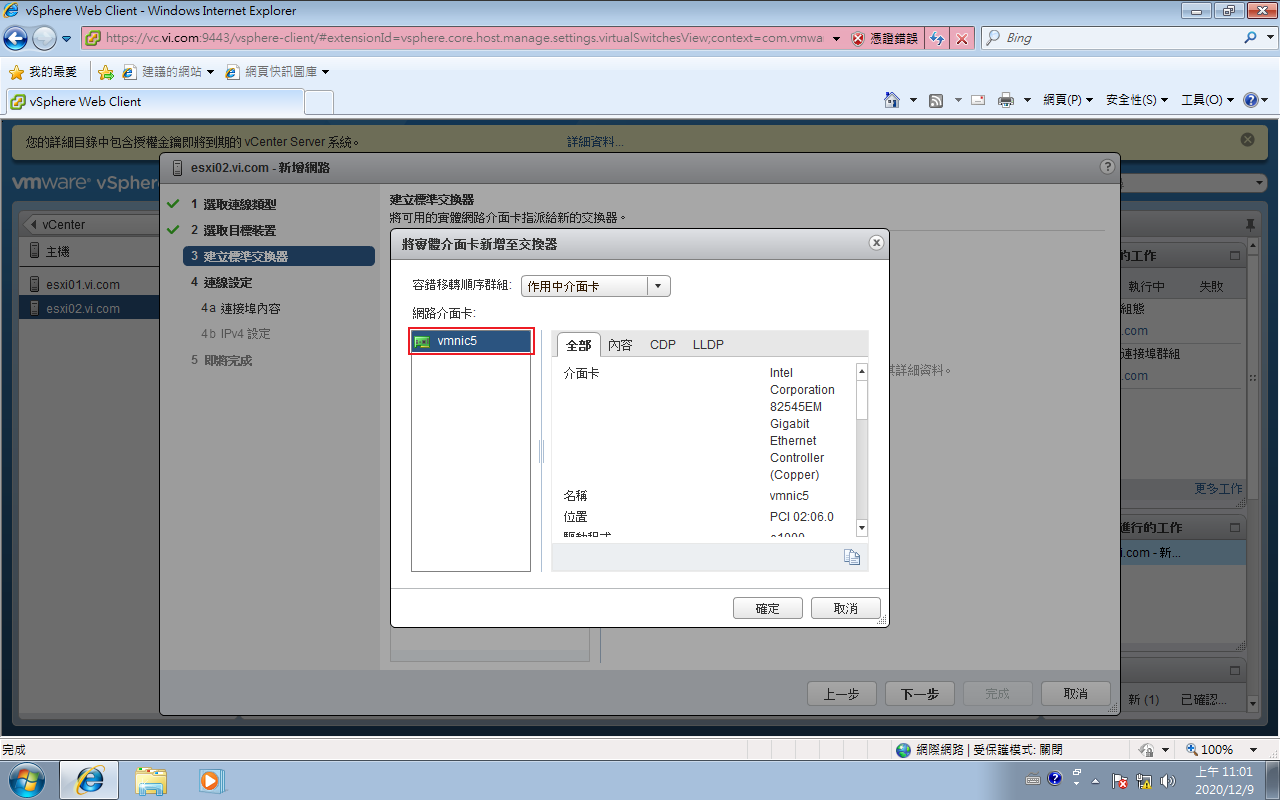 vSphere Web Client - Windows Internet Explorer
https://vc.vi.com:9443/vsphere-client/#extensionId=vsphere.core.host.manage.settings.virtualSwitchesView;context=com.vmwa
憑證錯誤
Bing
我的最愛
建議的網站
網頁快訊圖庫
vSphere Web Client
網頁(P)
安全性(S)
工具(O)
您的詳細目錄中包含授權金鑰即將到期的 vCenter Server 系統。
詳細資料...
vmware® vSpher
vCenter
主機
esxi01.vi.com
esxi02.vi.com
esxi02.vi.com - 新增網路
1 選取連線類型
2 選取目標裝置
3 建立標準交換器
4 連線設定
4a 連接埠內容
4b IPv4 設定
5 即將完成
建立標準交換器
將可用的實體網路介面卡指派給新的交換器。
將實體介面卡新增至交換器
容錯移轉順序群組:
作用中介面卡
網路介面卡:
vmnic5
全部
內容
CDP
LLDP
介面卡
Intel
Corporation
82545EM
Gigabit
Ethernet
Controller
(Copper)
名稱
vmnic5
位置
PCI 02:06.0
驅動程式
e1000
確定
取消
其詳細資料。
上一步
下一步
完成
取消
的工作
執行中
失敗
組態
.com
連接埠群組
.com
更多工作
進行的工作
i.com - 新...
新 (1)
已確認...
完成
網際網路 | 受保護模式: 關閉
100%
上午 11:01
2020/12/9